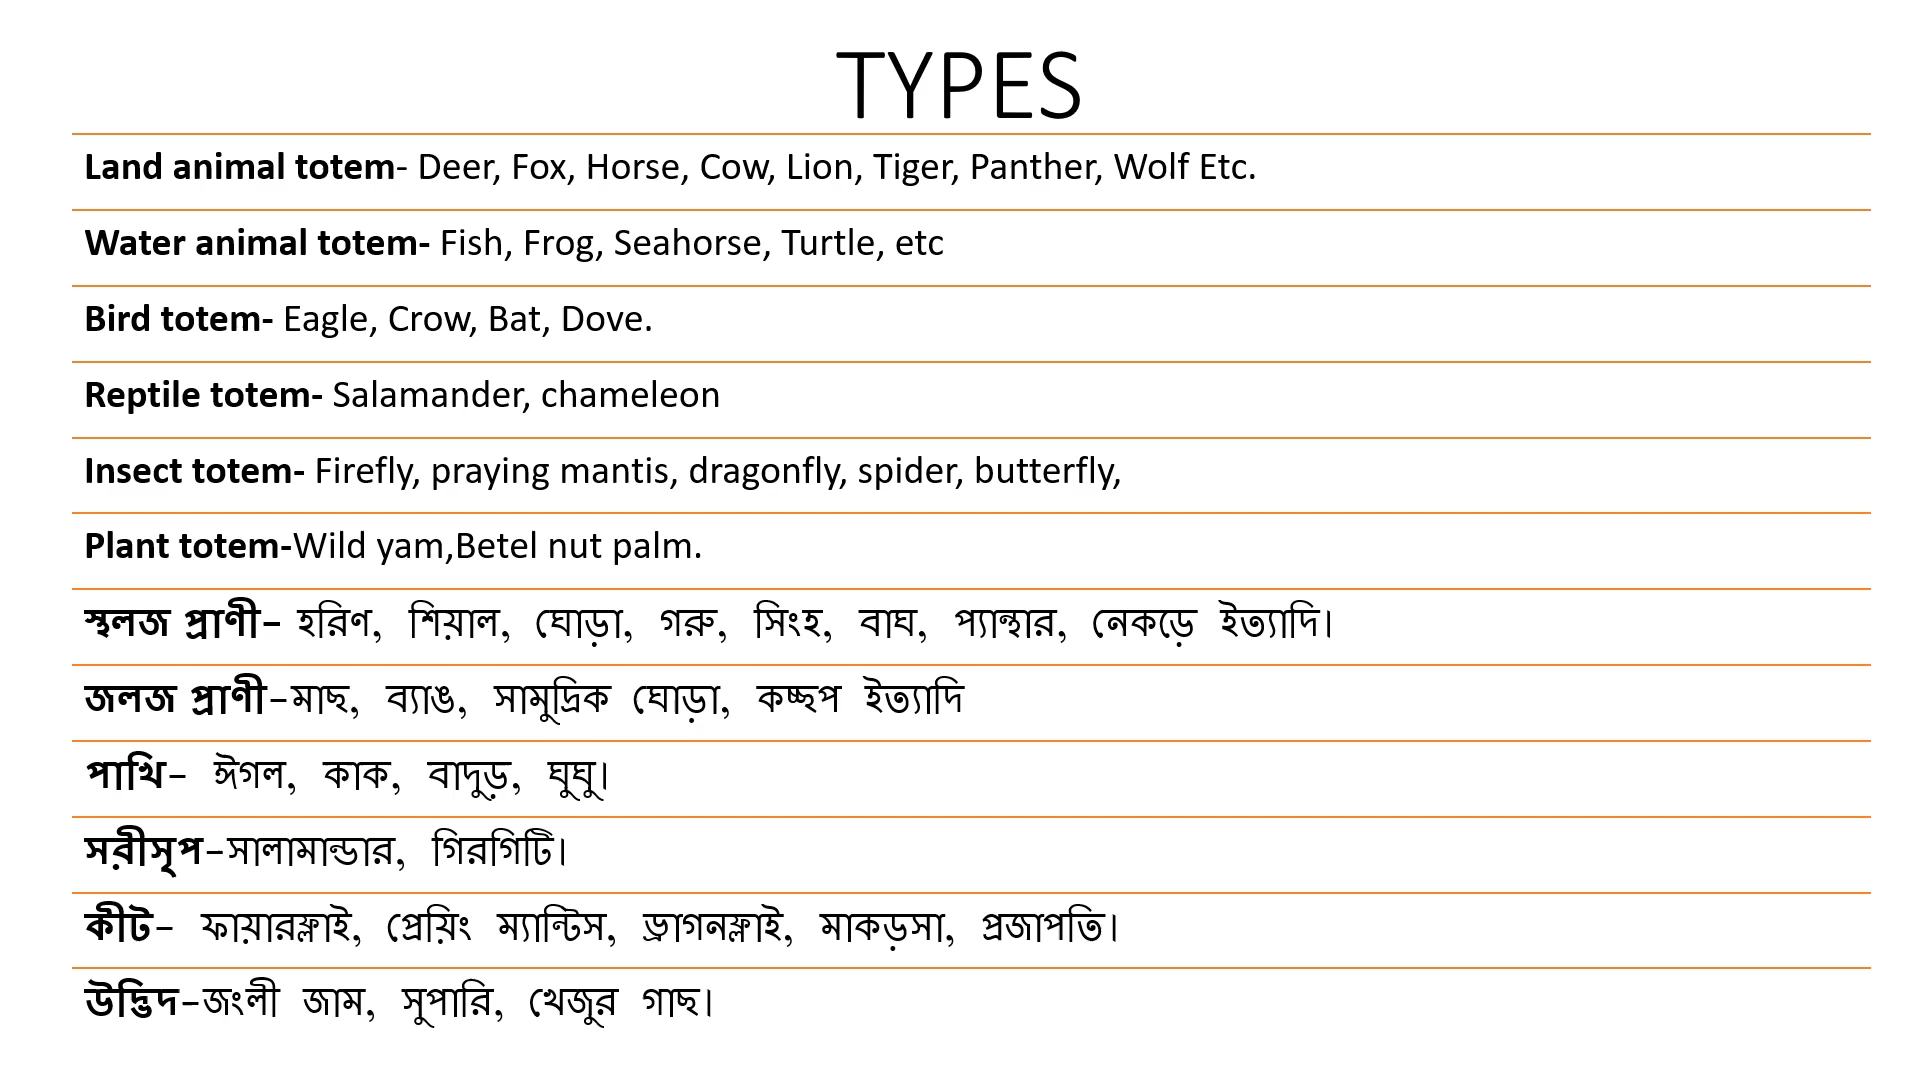 TYPES
Land animal totem- Deer, Fox, Horse, Cow, Lion, Tiger, Panther, Wolf Etc.
Water animal totem- Fish, Frog, Seahorse, Turtle, etc
Bird totem- Eagle, Crow, Bat, Dove.
Reptile totem- Salamander, chameleon
Insect totem- Firefly, praying mantis, dragonfly, spider, butterfly,
Plant totem-Wild yam,Betel nut palm.
স্থলজ প্রাণী- হরিণ, শিয়াল, ঘোড়া, গরু, সিংহ, বাঘ, প্যান্থার, নেকড়ে ইত্যাদি।
জলজ প্রাণী-মাছ, ব্যাঙ, সামুদ্রিক ঘোড়া, কচ্ছপ ইত্যাদি
পাখি- ঈগল, কাক, বাদুড়, ঘুঘু।
সরীসৃপ-সালামান্ডার, গিরগিটি।
কীট- ফায়ারফ্লাই, প্রেয়িং ম্যান্টিস, ড্রাগনফ্লাই, মাকড়সা, প্রজাপতি।
উদ্ভিদ-জংলী জাম, সুপারি, খেজুর গাছ।